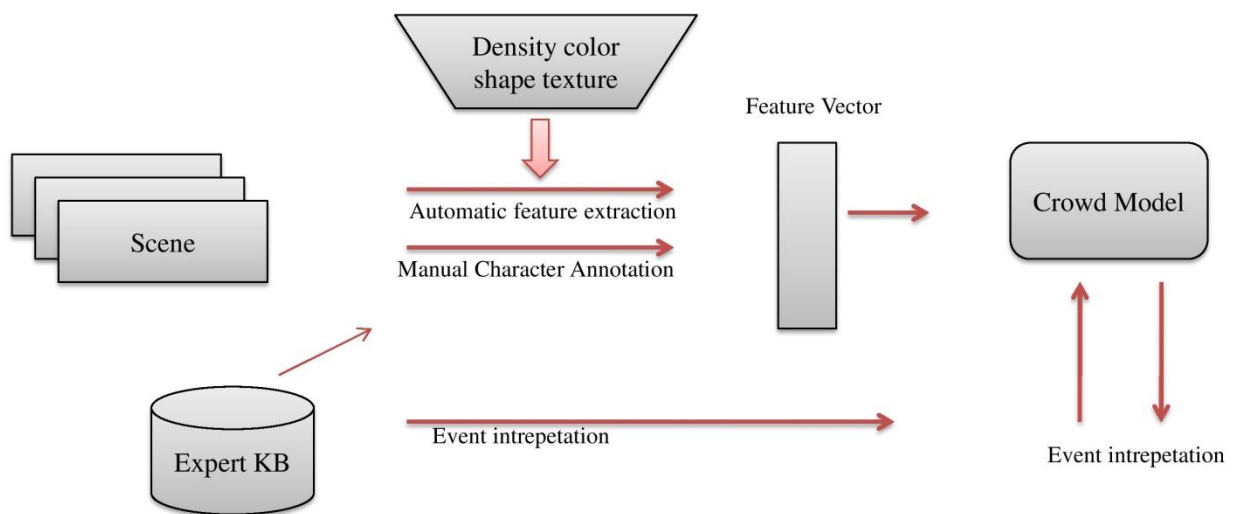 Density color
shape texture
Feature Vector
Scene
Automatic feature extraction
Manual Character Annotation
Crowd Model
Expert KB
Event intrepetation
Event intrepetation